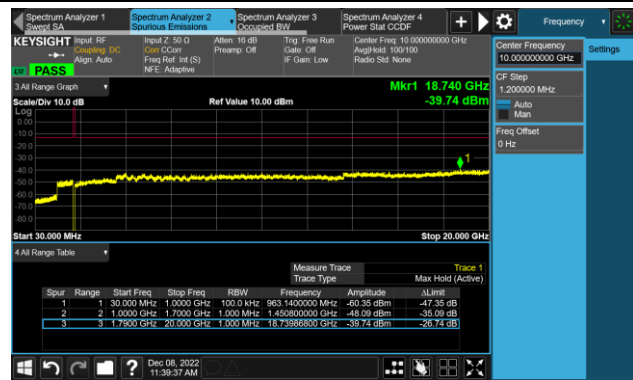 Spectrum Analyzer 1
Swept SA
Spectrum Analyzer 2
Spurious Emissions
Spectrum Analyzer 3
Occupied BW
Spectrum Analyzer 4
Power Stat CCDF
Frequency
KEYSIGHT
Input: RF
Coupling: DC
Align: Auto
Input Z: 50 Ω
Corr CCorr
Freq Ref: Int (S)
NFE: Adaptive
Atten: 16 dB
Preamp: Off
Trig: Free Run
Gate: Off
IF Gain: Low
Center Freq: 10.000000000 GHz
Avg|Hold: 100/100
Radio Std: None
PASS
Center Frequency
10.000000000 GHz
Settings
CF Step
1.200000 MHz
Auto
Man
Freq Offset
0 Hz
3 All Range Graph
Mkr1 18.740 GHz
Scale/Div 10.0 dB
Ref Value 10.00 dBm
-39.74 dBm
Log
0.00
-10.0
-20.0
-30.0
-40.0
-50.0
-60.0
-70.0
-80.0
1
Start 30.000 MHz
Stop 20.000 GHz
4 All Range Table
Measure Trace Trace 1
Trace Type Max Hold (Active)
Spur Range Start Freq Stop Freq RBW Frequency Amplitude ΔLimit
1 1 30.000 MHz 1.0000 GHz 100.0 kHz 963.1400000 MHz -60.35 dBm -47.35 dB
2 2 1.0000 GHz 1.7000 GHz 1.000 MHz 1.450800000 GHz -48.09 dBm -35.09 dB
3 3 1.7900 GHz 20.000 GHz 1.000 MHz 18.73986800 GHz -39.74 dBm -26.74 dB
Dec 08, 2022
11:39:37 AM